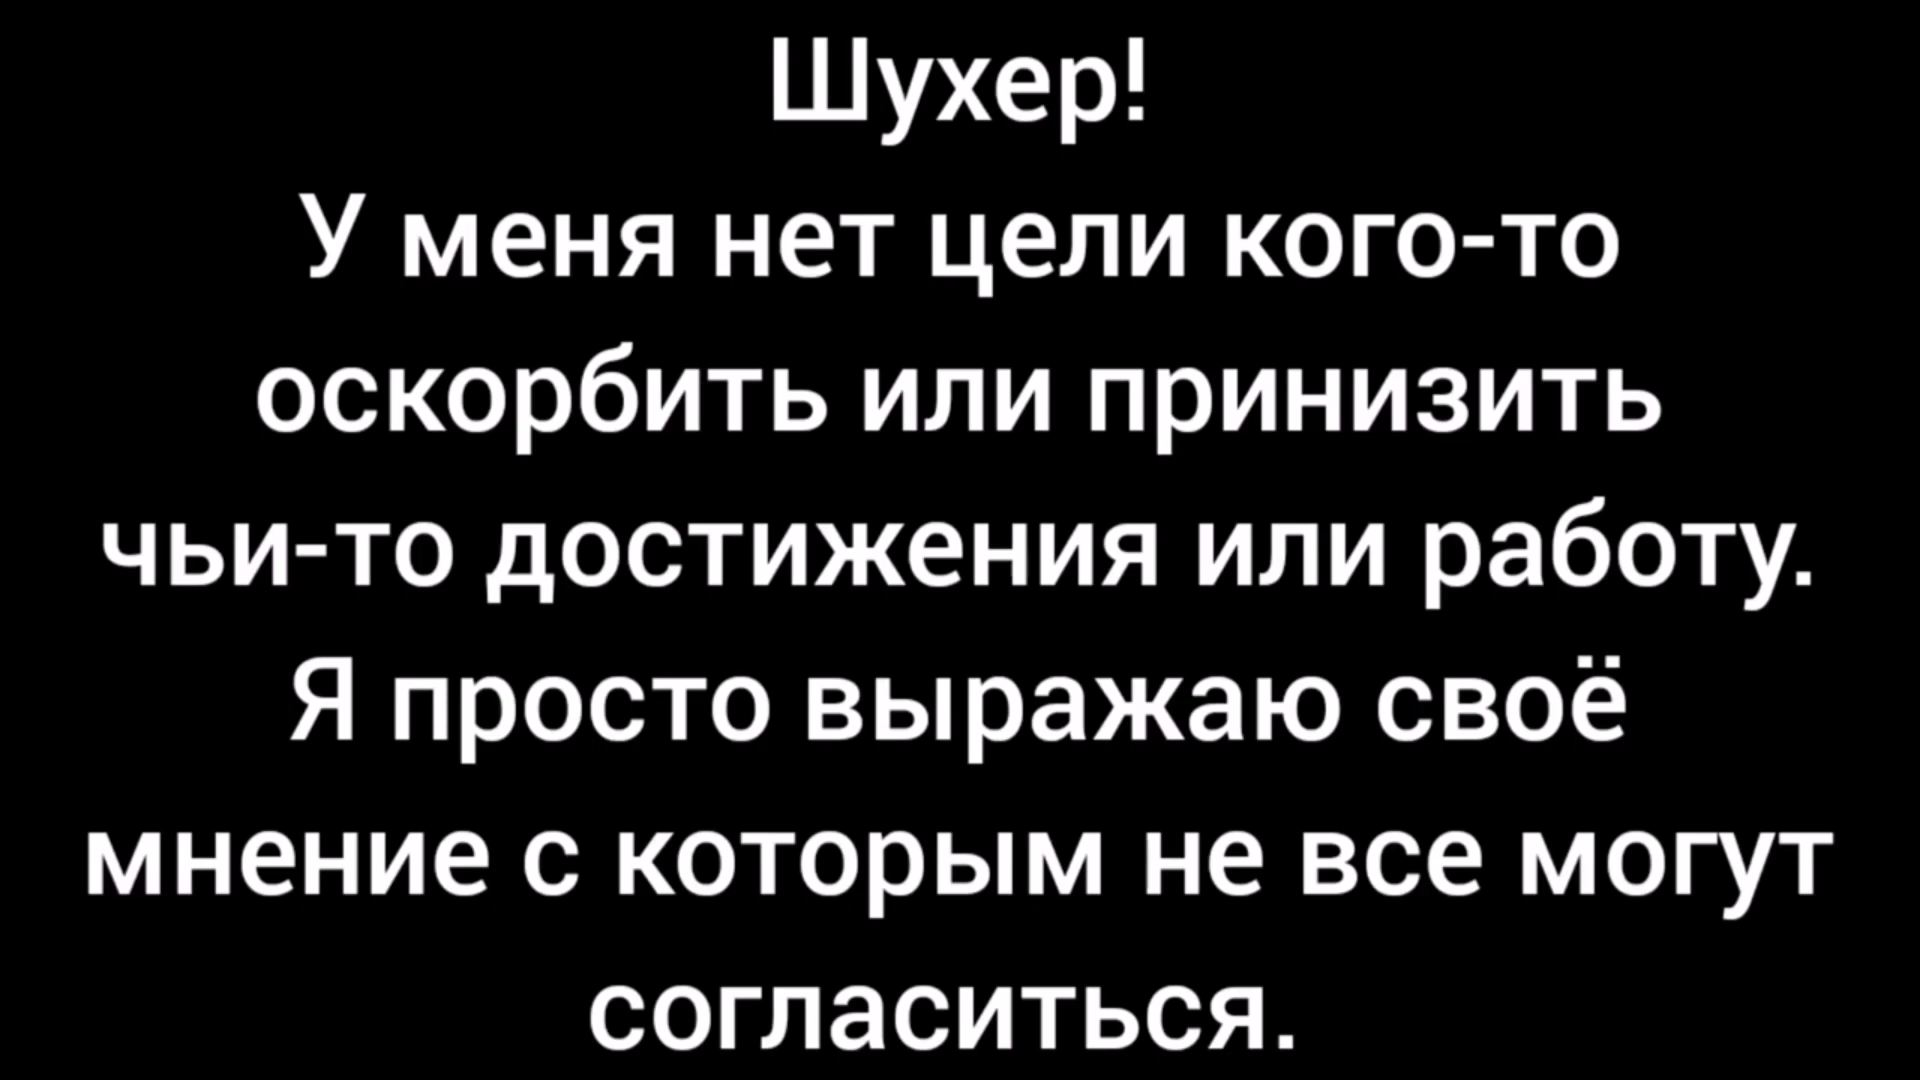 Шухер!
У меня нет цели кого-то
оскорбить или принизить
чьи-то достижения или работу.
Я просто выражаю своё
мнение с которым не все могут
согласиться.